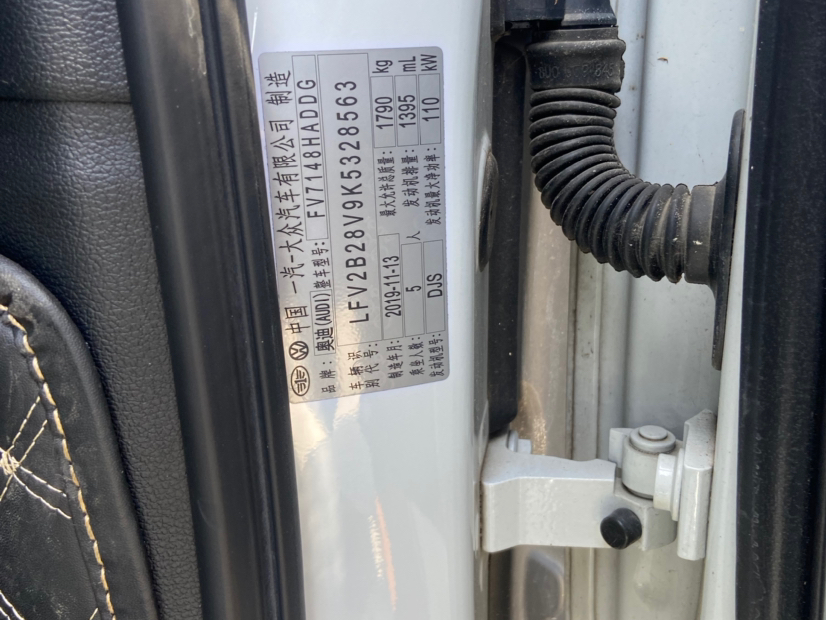 中国 一汽-大众汽车有限公司 制造
品牌: 奥迪(AUDI) 整车型号: FV7148HADDG
车辆识别代号: LFV2B28V9K5328563
制造年月: 2019-11-13 最大允许总质量: 1790 kg
乘坐人数: 5 人 发动机排量: 1395 mL
发动机型号: DJS 发动机最大净功率: 110 kW